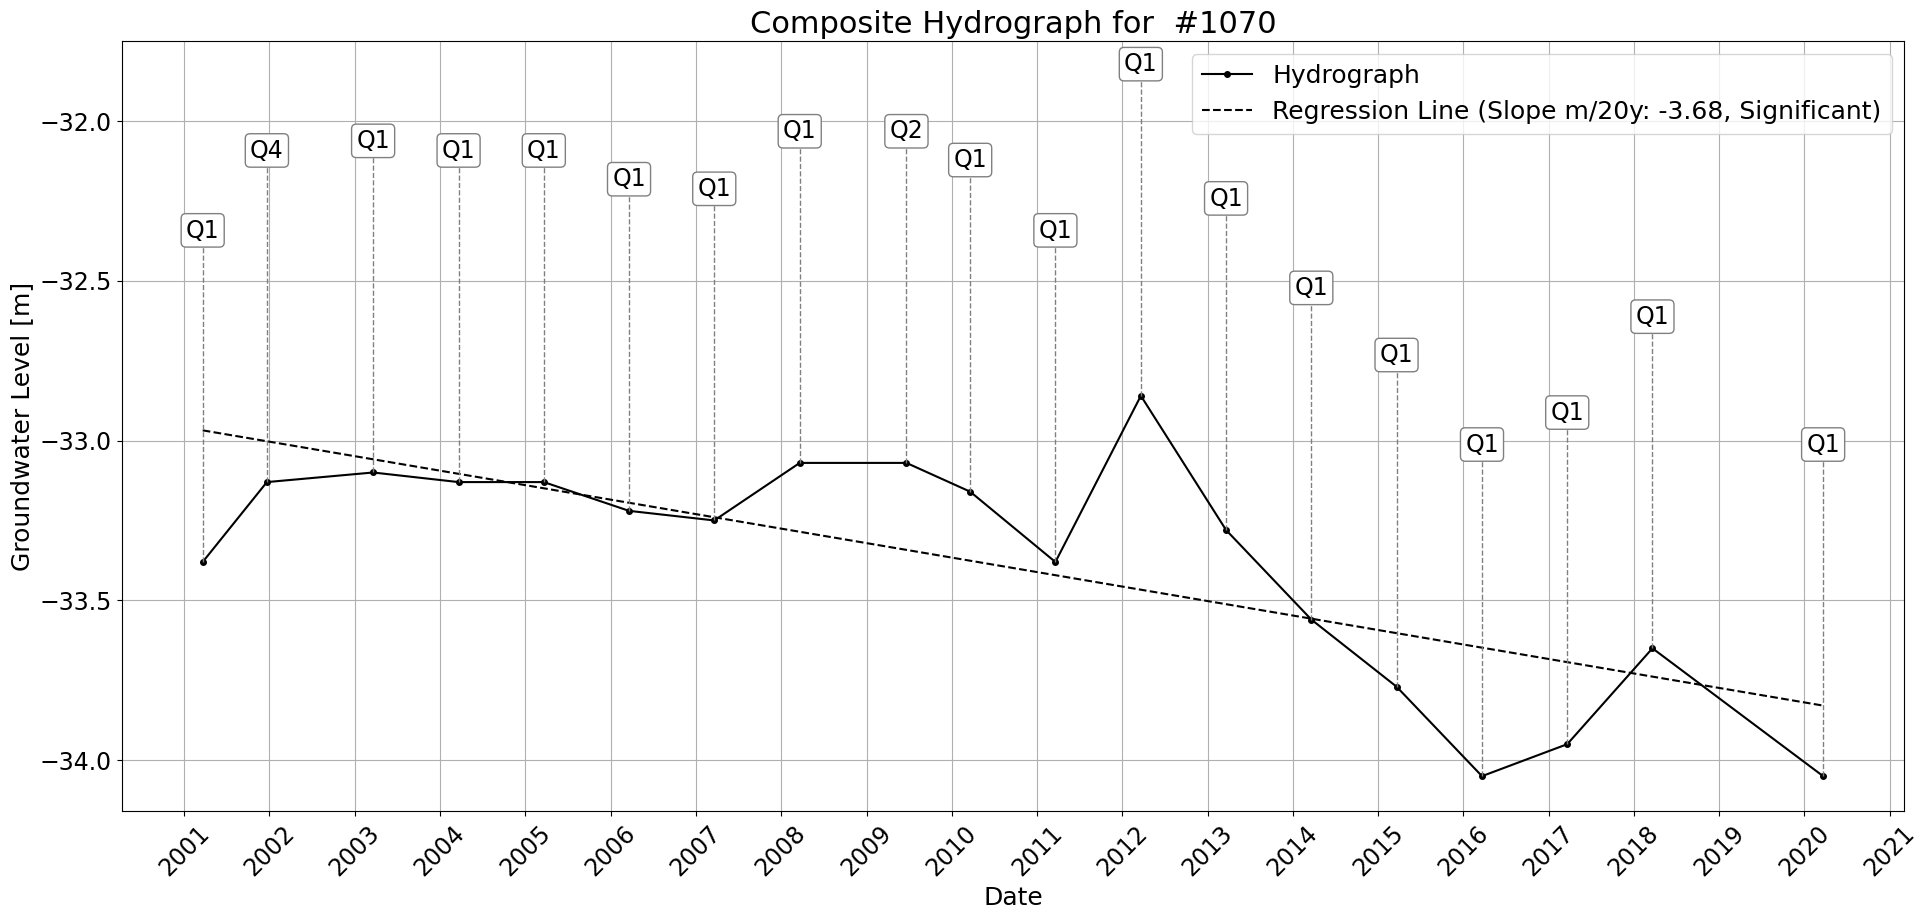 Composite Hydrograph for  #1070
Hydrograph
Regression Line (Slope m/20y: -3.68, Significant)
Groundwater Level [m]
−32.0
−32.5
−33.0
−33.5
−34.0
Q1
Q4
Q1
Q1
Q1
Q1
Q1
Q1
Q2
Q1
Q1
Q1
Q1
Q1
Q1
Q1
Q1
Q1
Q1
2001
2002
2003
2004
2005
2006
2007
2008
2009
2010
2011
2012
2013
2014
2015
2016
2017
2018
2019
2020
2021
Date